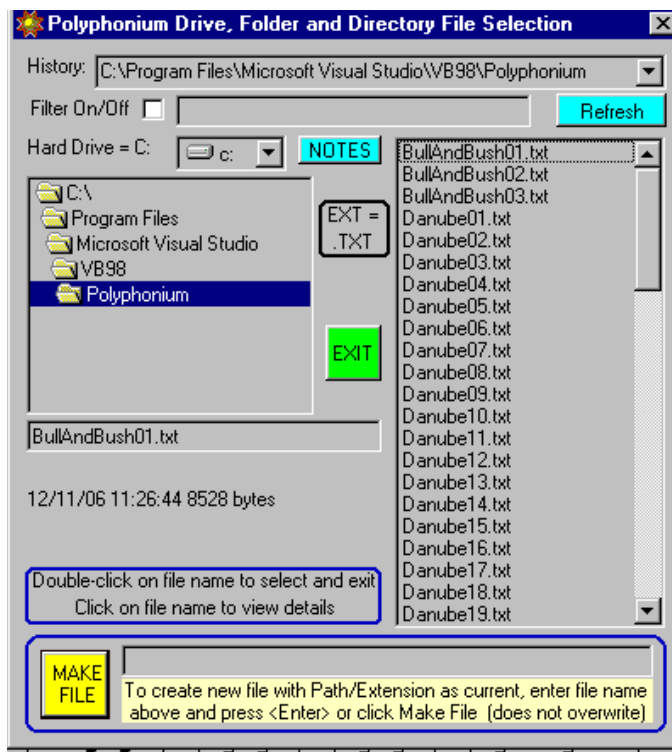 Polyphonium Drive, Folder and Directory File Selection
History: C:\Program Files\Microsoft Visual Studio\VB98\Polyphonium
Filter On/Off Refresh
Hard Drive = C: c: NOTES
C:\
Program Files
Microsoft Visual Studio
VB98
Polyphonium
EXT =
.TXT
EXIT
BullAndBush01.txt
12/11/06 11:26:44 8528 bytes
Double-click on file name to select and exit
Click on file name to view details
BullAndBush01.txt
BullAndBush02.txt
BullAndBush03.txt
Danube01.txt
Danube02.txt
Danube03.txt
Danube04.txt
Danube05.txt
Danube06.txt
Danube07.txt
Danube08.txt
Danube09.txt
Danube10.txt
Danube11.txt
Danube12.txt
Danube13.txt
Danube14.txt
Danube15.txt
Danube16.txt
Danube17.txt
Danube18.txt
Danube19.txt
MAKE
FILE
To create new file with Path/Extension as current, enter file name
above and press <Enter> or click Make File (does not overwrite)